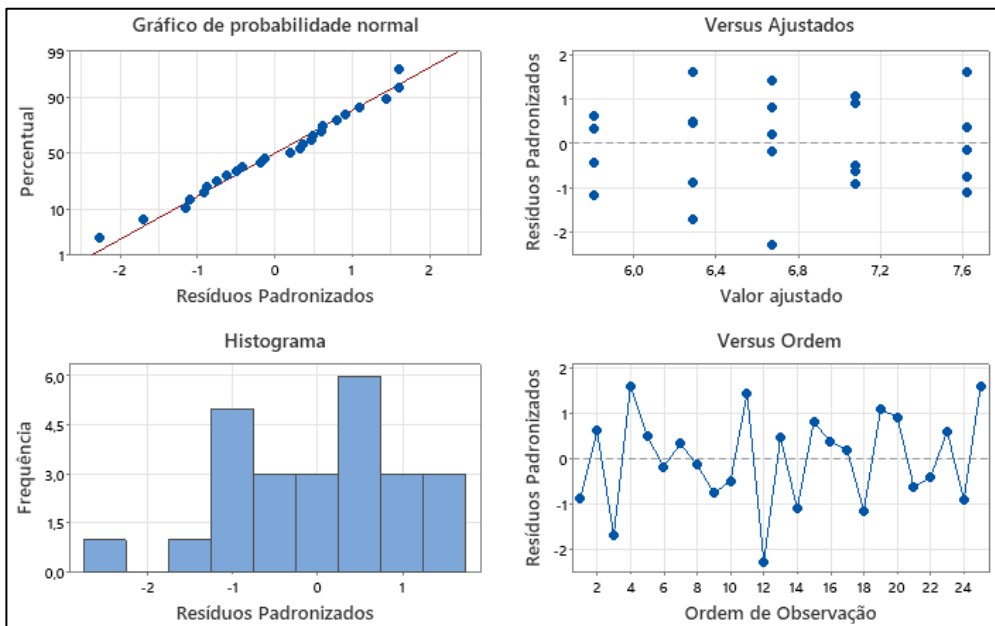 Gráfico de probabilidade normal
Percentual
99
90
50
10
1
-2 -1 0 1 2
Resíduos Padronizados
Versus Ajustados
Resíduos Padronizados
2
1
0
-1
-2
6,0 6,4 6,8 7,2 7,6
Valor ajustado
Histograma
Frequência
6,0
4,5
3,0
1,5
0,0
-2 -1 0 1
Resíduos Padronizados
Versus Ordem
Resíduos Padronizados
2
1
0
-1
-2
2 4 6 8 10 12 14 16 18 20 22 24
Ordem de Observação